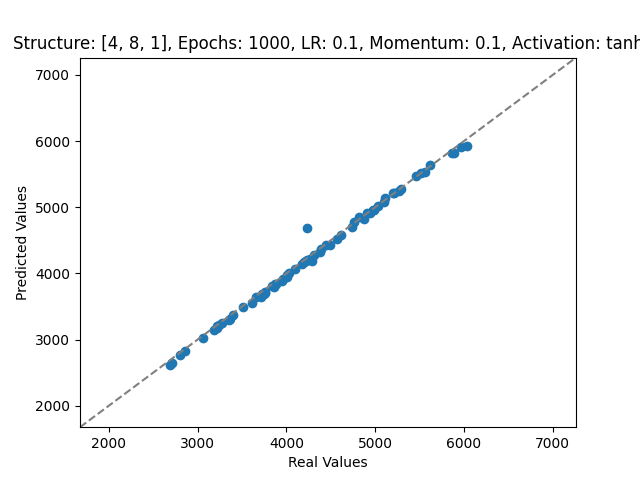 Structure: [4, 8, 1], Epochs: 1000, LR: 0.1, Momentum: 0.1, Activation: tanh
7000
6000
5000
4000
3000
2000
Predicted Values
2000 3000 4000 5000 6000 7000
Real Values